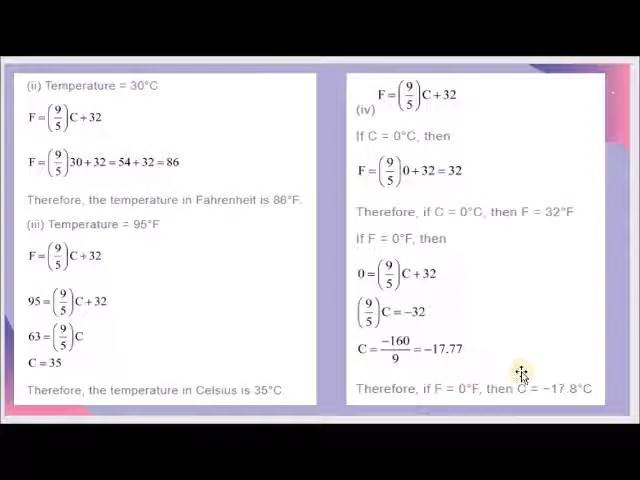 (ii) Temperature = 30°C
F = (9/5) C + 32
F = (9/5) 30 + 32 = 54 + 32 = 86
Therefore, the temperature in Fahrenheit is 86°F.
(iii) Temperature = 95°F
F = (9/5) C + 32
95 = (9/5) C + 32
63 = (9/5) C
C = 35
Therefore, the temperature in Celsius is 35°C
(iv) F = (9/5) C + 32
If C = 0°C, then
F = (9/5) 0 + 32 = 32
Therefore, if C = 0°C, then F = 32°F
If F = 0°F, then
0 = (9/5) C + 32
(9/5) C = −32
C = −160/9 = −17.77
Therefore, if F = 0°F, then C = −17.8°C